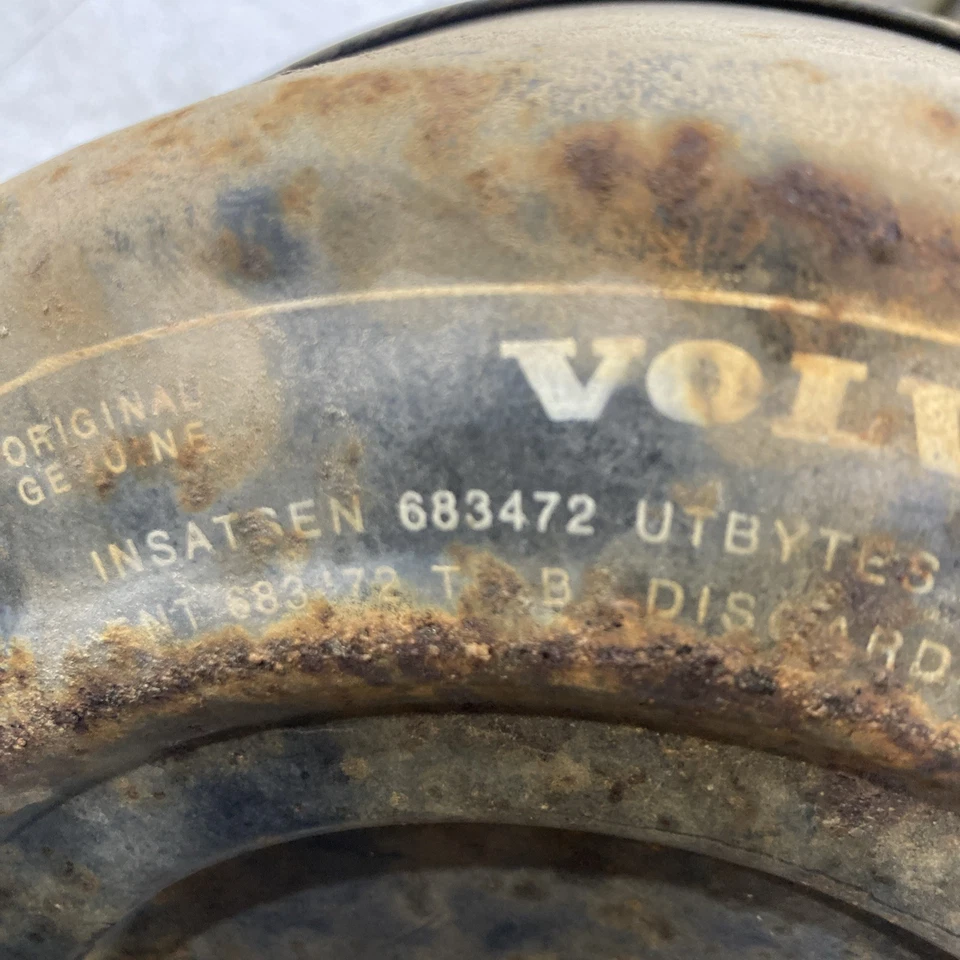 VOLV
ORIGINAL
GENUINE
INSATSEN 683472 UTBYTES
683472 DISCARD